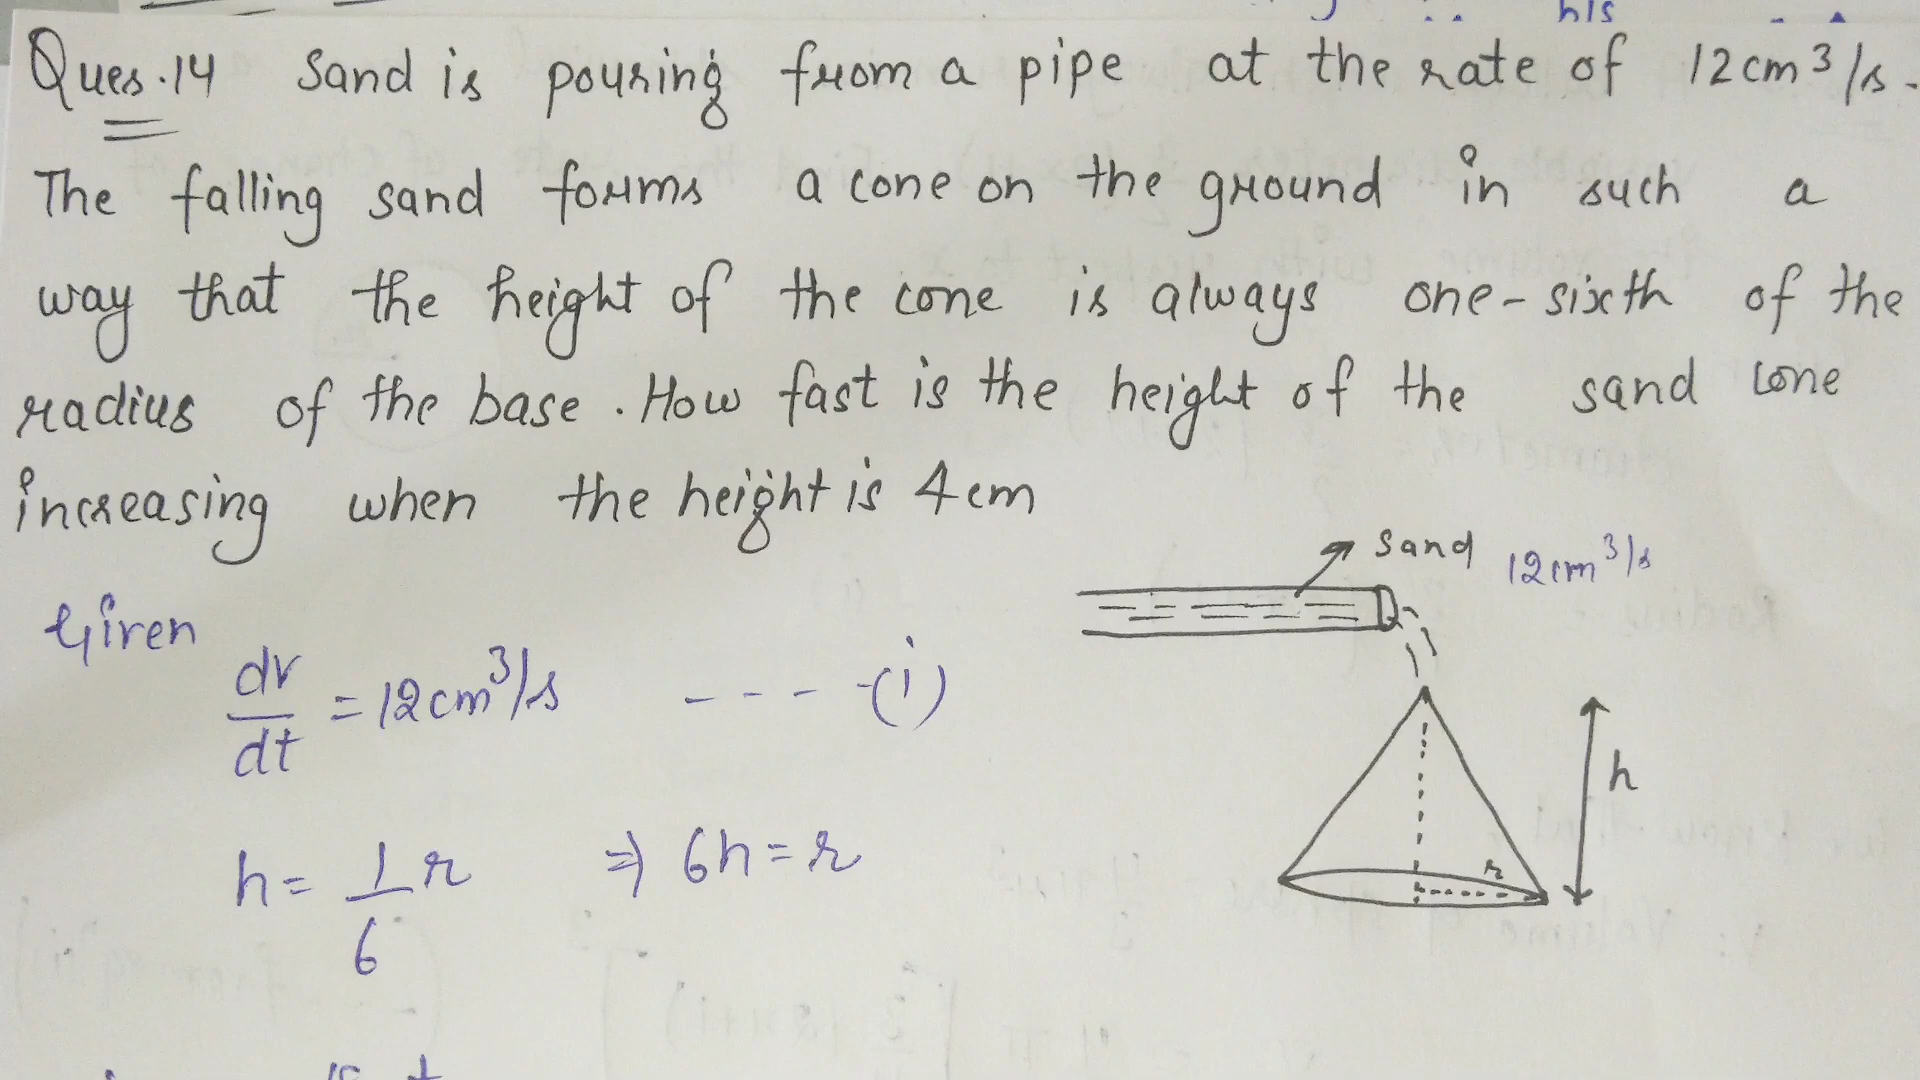 his
Ques.14 Sand is pouring from a pipe at the rate of 12cm³/s.
The falling sand forms a cone on the ground in such a
way that the height of the cone is always one-sixth of the
radius of the base. How fast is the height of the sand cone
increasing when the height is 4cm
sand 12cm³/s
Given
dv/dt = 12cm³/s - - - -(i)
h
h = 1/6 r ⇒ 6h = r
r